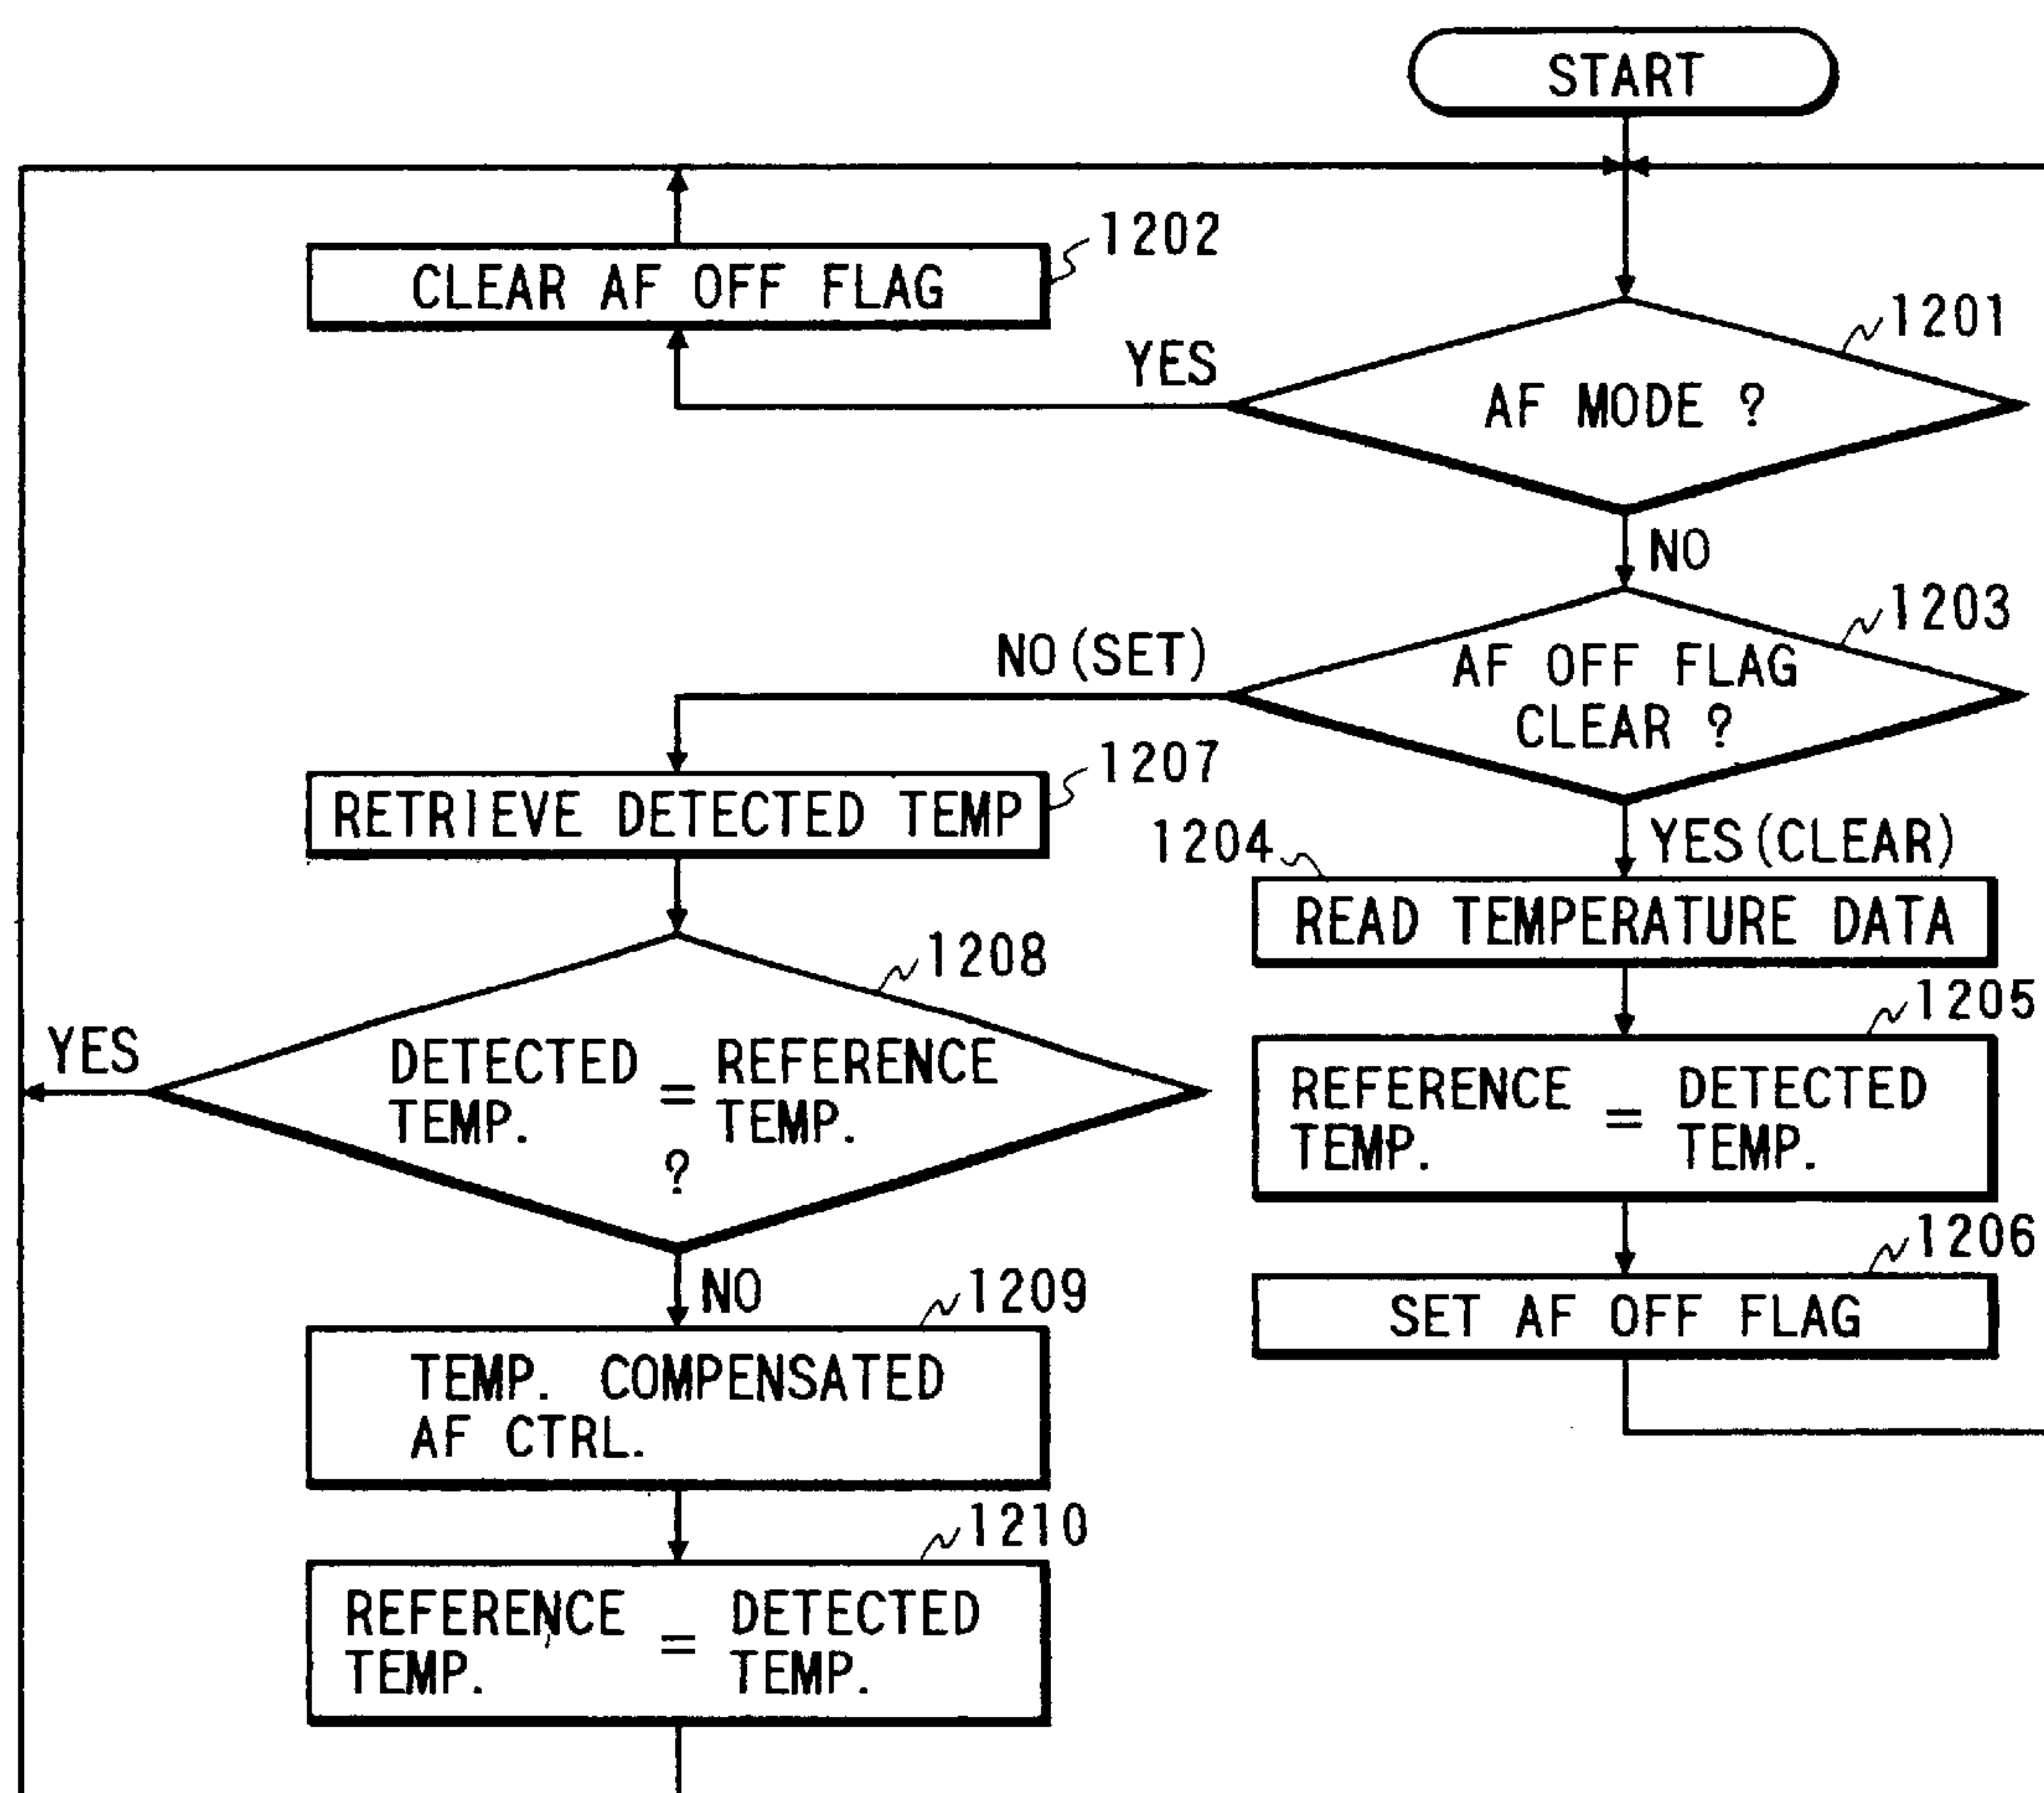 START
1202
CLEAR AF OFF FLAG
1201
YES
AF MODE ?
NO
1203
NO (SET)
AF OFF FLAG
CLEAR ?
1207
RETRIEVE DETECTED TEMP
1204
YES (CLEAR)
READ TEMPERATURE DATA
1208
1205
YES
DETECTED TEMP. = REFERENCE TEMP.
?
REFERENCE TEMP. = DETECTED TEMP.
1206
NO
1209
SET AF OFF FLAG
TEMP. COMPENSATED
AF CTRL.
1210
REFERENCE TEMP. = DETECTED TEMP.